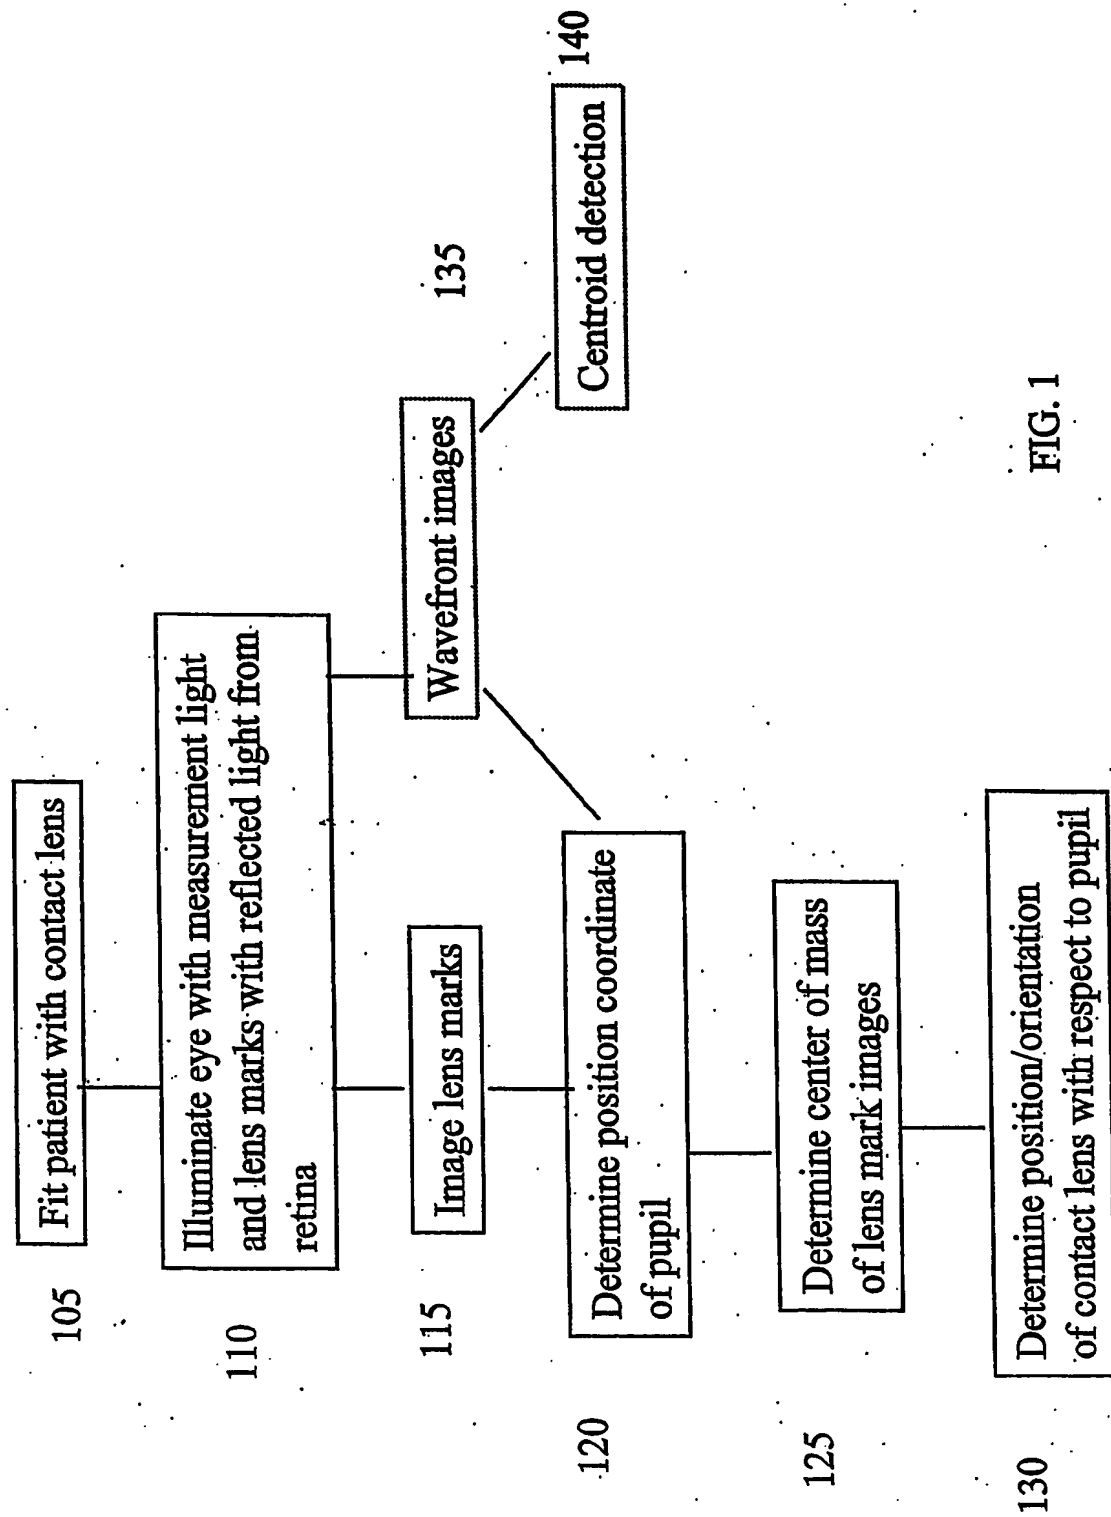 105
Fit patient with contact lens
110
Illuminate eye with measurement light
and lens marks with reflected light from
retina
115
Image lens marks
Wavefront images
135
120
Determine position coordinate
of pupil
Centroid detection
140
125
Determine center of mass
of lens mark images
130
Determine position/orientation
of contact lens with respect to pupil
FIG. 1